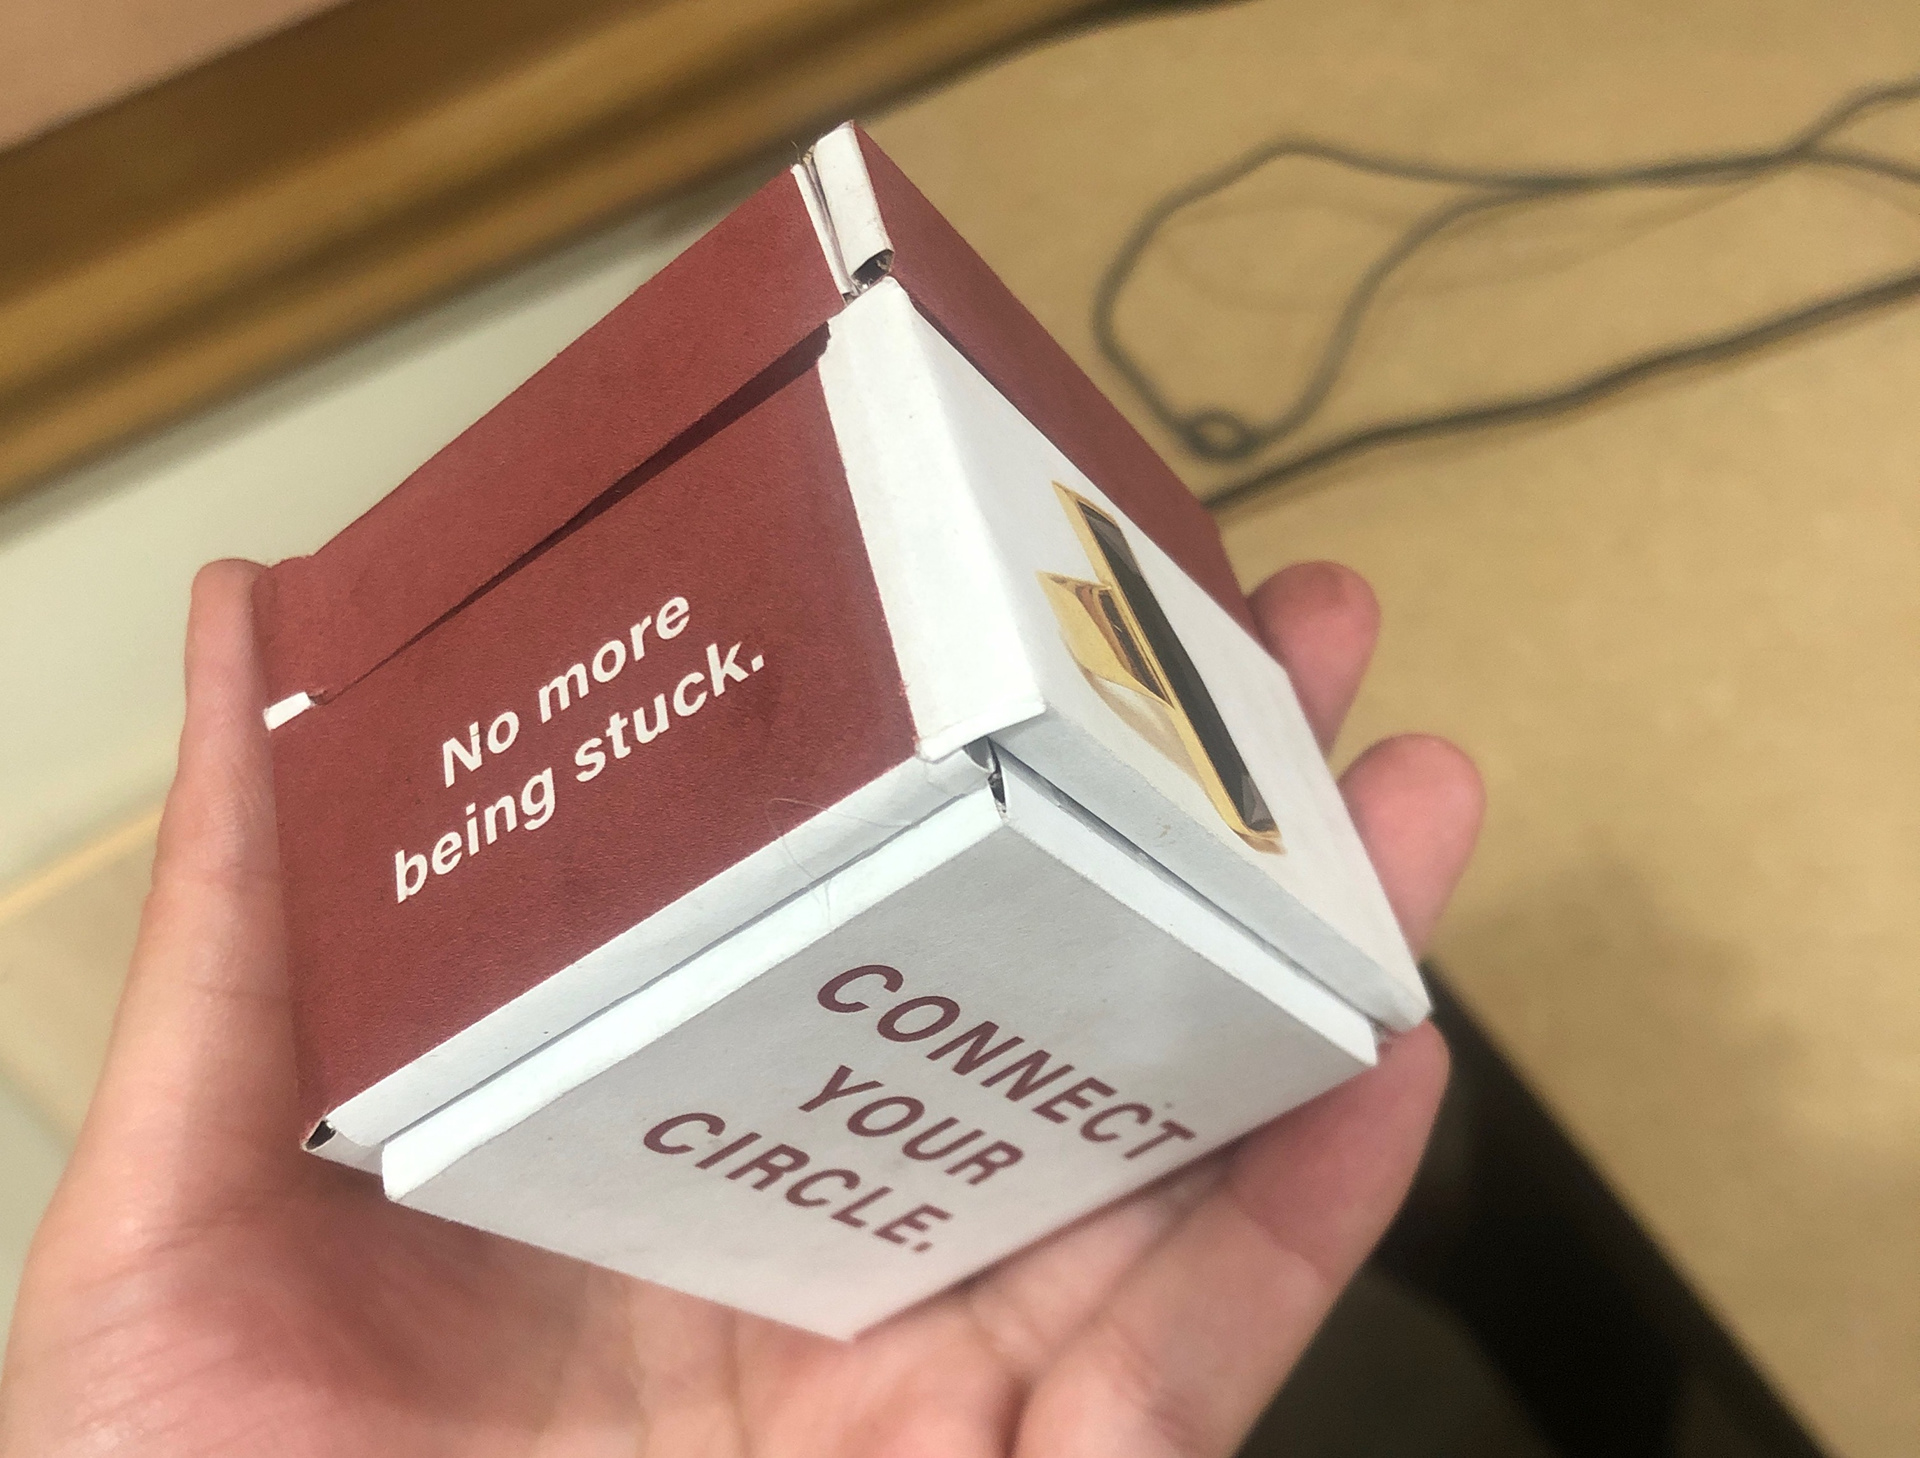 No more
being stuck.
CONNECT
YOUR
CIRCLE.